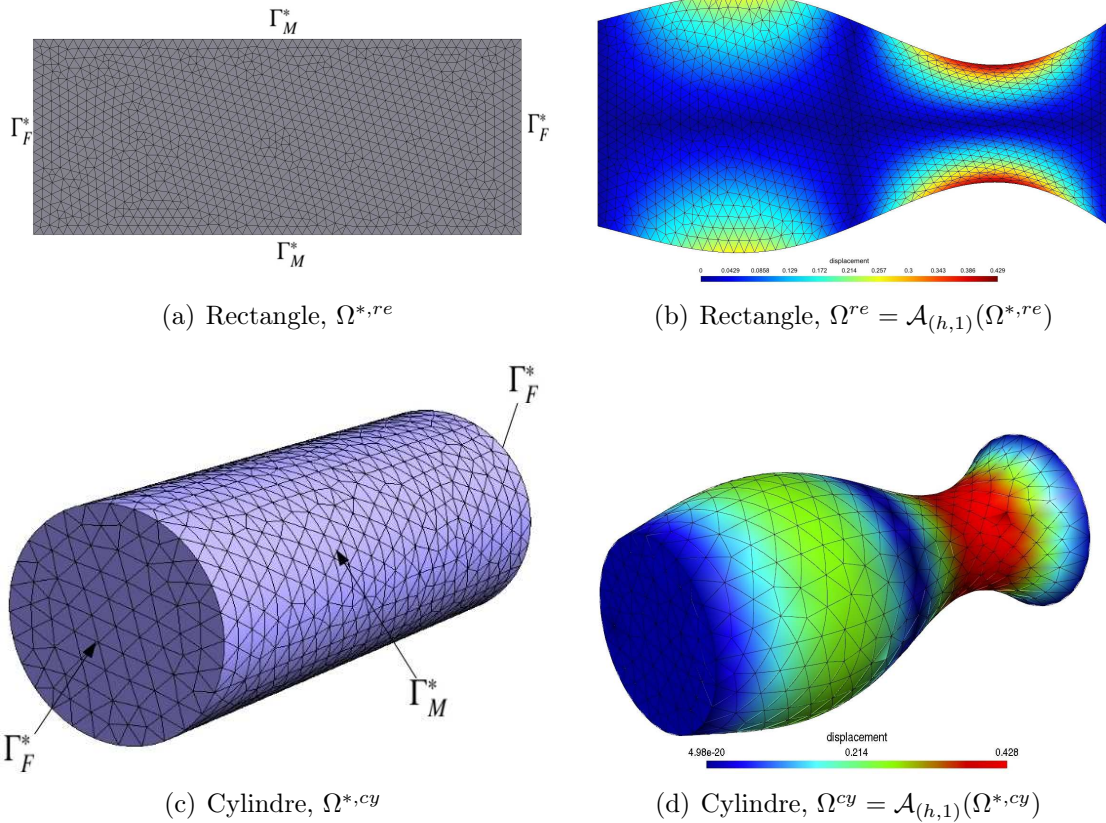 Γ*_M
Γ*_F
Γ*_F
Γ*_M
displacement
0 0.0429 0.0858 0.129 0.172 0.214 0.257 0.3 0.343 0.386 0.429
(a) Rectangle, Ω^{*,re}
(b) Rectangle, Ω^{re} = 𝒜_{(h,1)}(Ω^{*,re})
Γ*_F
Γ*_M
Γ*_F
displacement
4.98e-20 0.214 0.428
(c) Cylindre, Ω^{*,cy}
(d) Cylindre, Ω^{cy} = 𝒜_{(h,1)}(Ω^{*,cy})